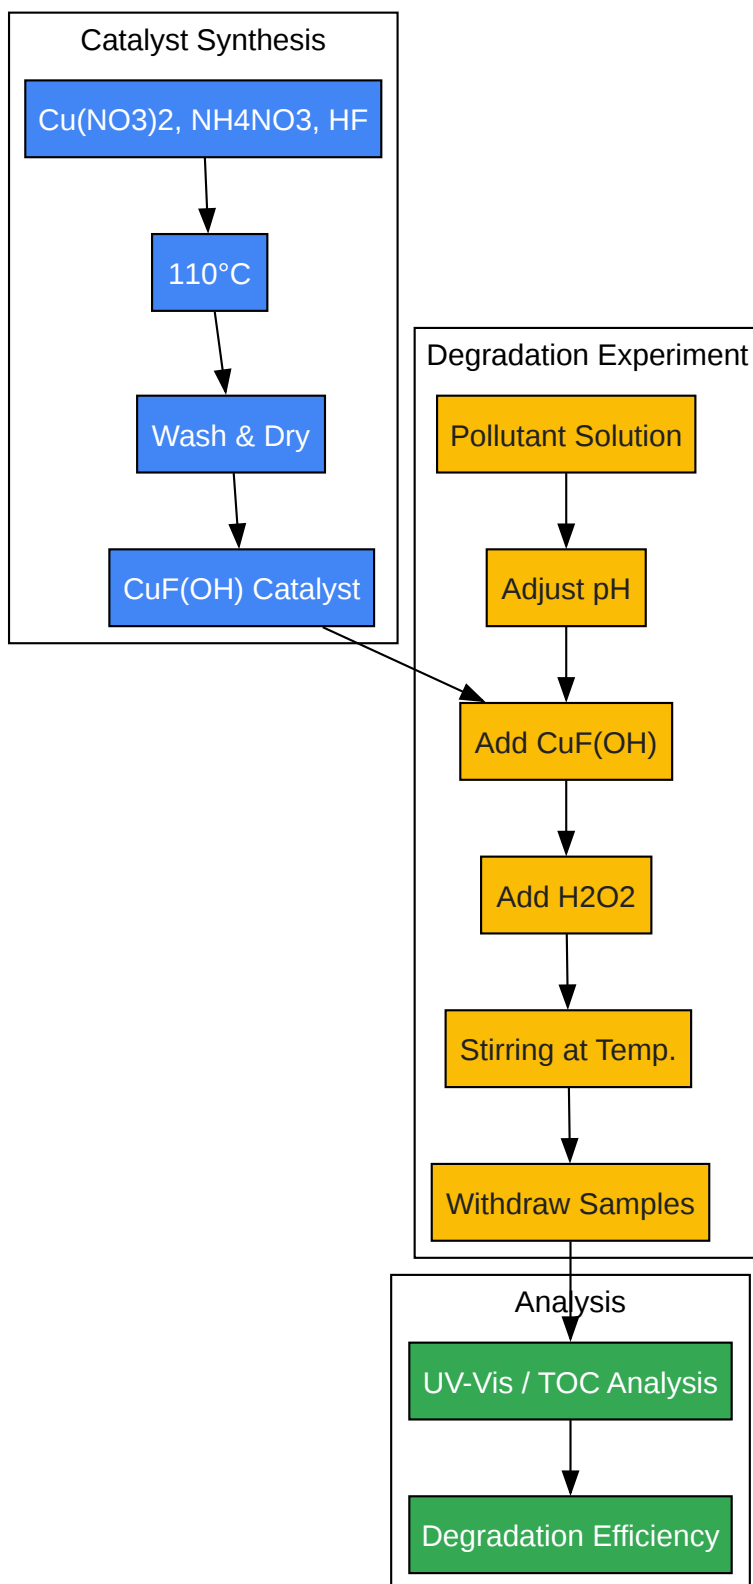 Catalyst Synthesis
Cu(NO3)2, NH4NO3, HF
110°C
Wash & Dry
CuF(OH) Catalyst
Degradation Experiment
Pollutant Solution
Adjust pH
Add CuF(OH)
Add H2O2
Stirring at Temp.
Withdraw Samples
Analysis
UV-Vis / TOC Analysis
Degradation Efficiency